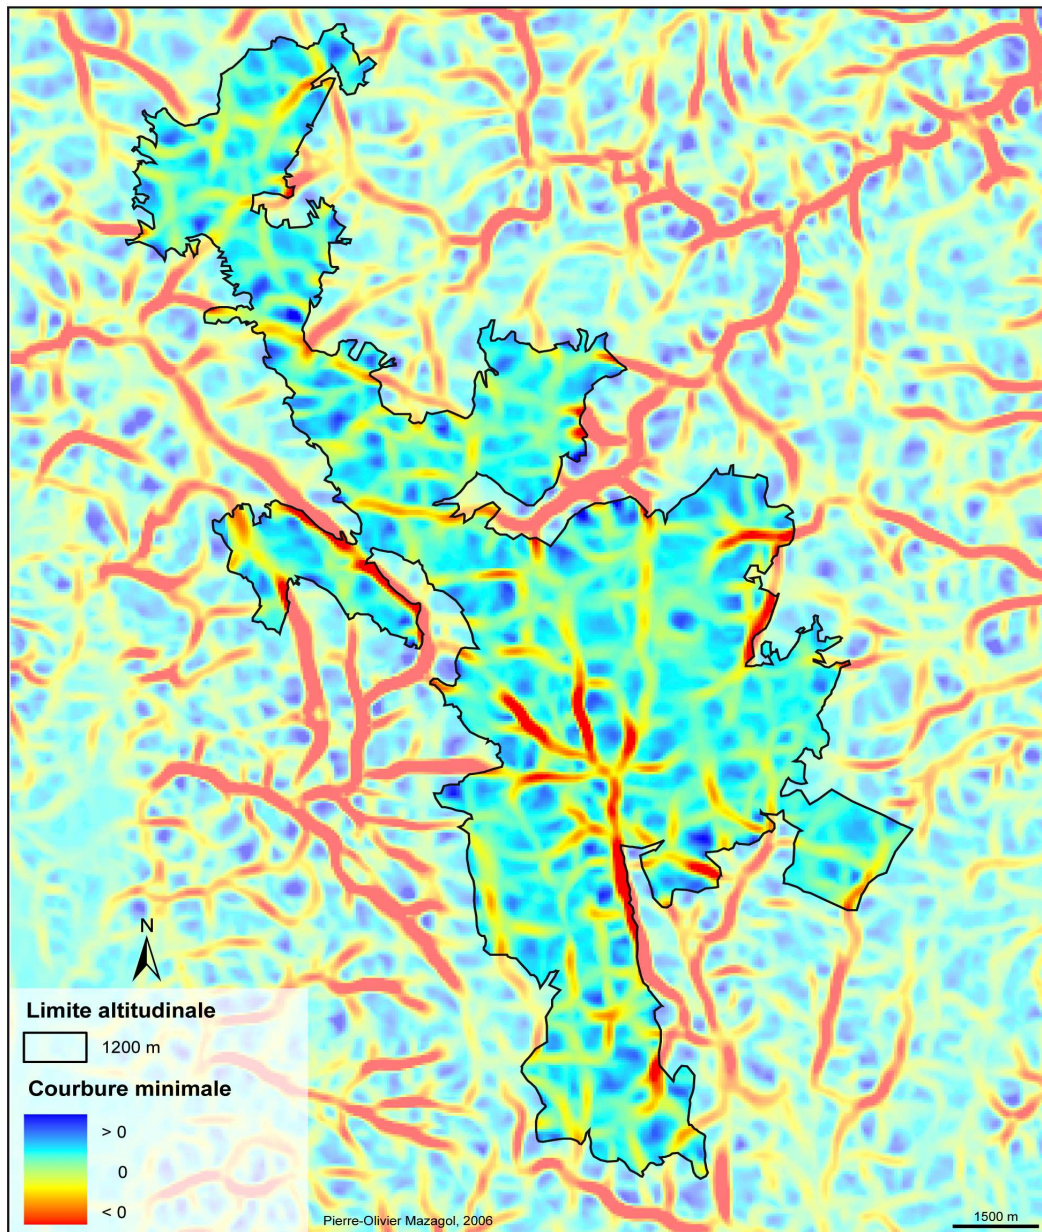 N
Limite altitudinale
1200 m
Courbure minimale
> 0
0
< 0
Pierre-Olivier Mazagol, 2006
1500 m